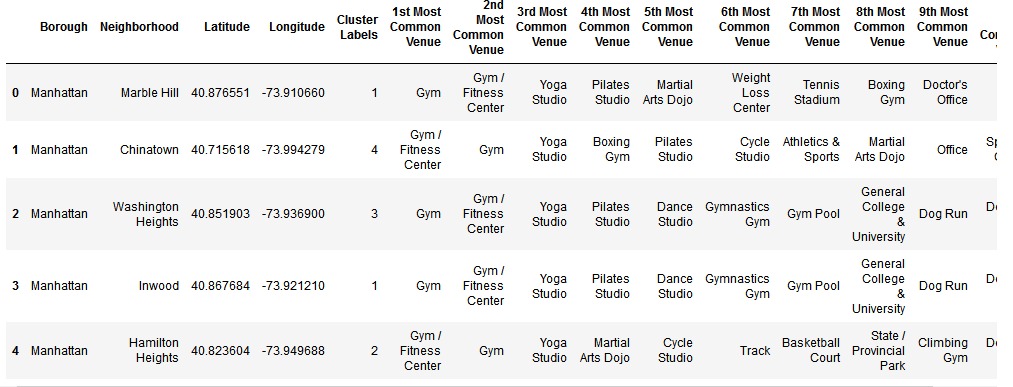 Borough Neighborhood Latitude Longitude Cluster Labels 1st Most Common Venue 2nd Most Common Venue 3rd Most Common Venue 4th Most Common Venue 5th Most Common Venue 6th Most Common Venue 7th Most Common Venue 8th Most Common Venue 9th Most Common Venue
0 Manhattan Marble Hill 40.876551 -73.910660 1 Gym Gym / Fitness Center Yoga Studio Pilates Studio Martial Arts Dojo Weight Loss Center Tennis Stadium Boxing Gym Doctor's Office
1 Manhattan Chinatown 40.715618 -73.994279 4 Gym / Fitness Center Gym Yoga Studio Boxing Gym Pilates Studio Cycle Studio Athletics & Sports Martial Arts Dojo Office
2 Manhattan Washington Heights 40.851903 -73.936900 3 Gym Gym / Fitness Center Yoga Studio Pilates Studio Dance Studio Gymnastics Gym Gym Pool General College & University Dog Run
3 Manhattan Inwood 40.867684 -73.921210 1 Gym Gym / Fitness Center Yoga Studio Pilates Studio Dance Studio Gymnastics Gym Gym Pool General College & University Dog Run
4 Manhattan Hamilton Heights 40.823604 -73.949688 2 Gym / Fitness Center Gym Yoga Studio Martial Arts Dojo Cycle Studio Track Basketball Court State / Provincial Park Climbing Gym